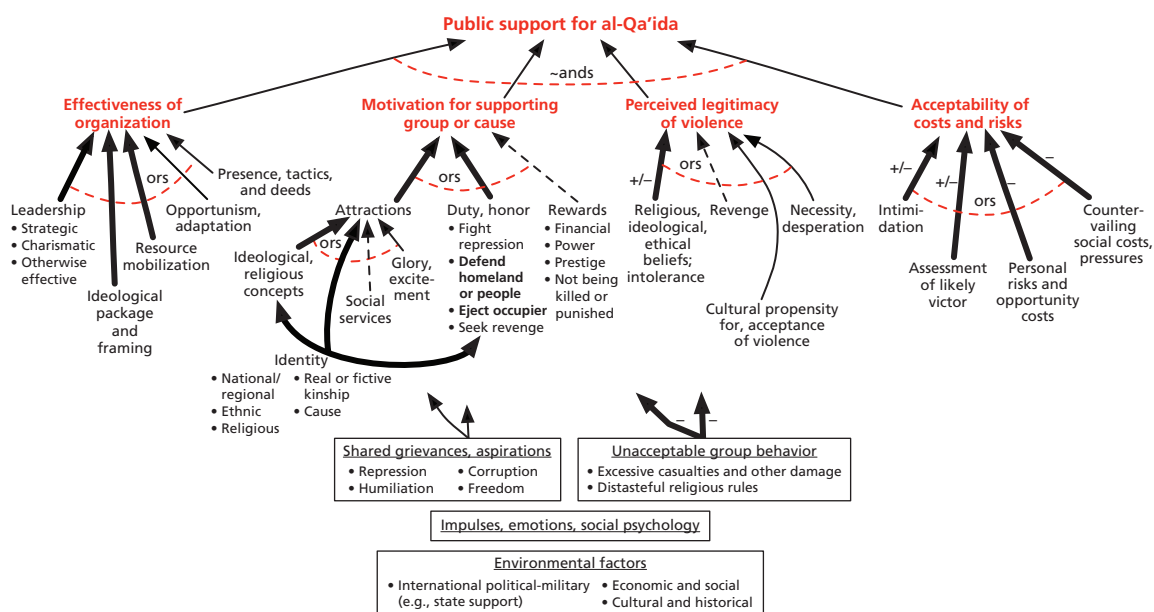 Public support for al-Qa’ida
~ands
Effectiveness of
organization
Motivation for supporting
group or cause
Perceived legitimacy
of violence
Acceptability of
costs and risks
ors
Presence, tactics,
and deeds
Opportunism,
adaptation
Leadership
• Strategic
• Charismatic
• Otherwise
effective
Resource
mobilization
Ideological
package
and
framing
ors
Attractions
ors
Ideological,
religious
concepts
Social
services
Glory,
excite-
ment
Duty, honor
• Fight
repression
• Defend
homeland
or people
• Eject occupier
• Seek revenge
Rewards
• Financial
• Power
• Prestige
• Not being
killed or
punished
Identity
• National/
regional
• Ethnic
• Religious
• Real or fictive
kinship
• Cause
+/–
ors
Religious,
ideological,
ethical
beliefs;
intolerance
Revenge
Necessity,
desperation
Cultural propensity
for, acceptance
of violence
+/–
+/–
–
–
ors
Intimi-
dation
Assessment
of likely
victor
Personal
risks and
opportunity
costs
Counter-
vailing
social costs,
pressures
Shared grievances, aspirations
• Repression
• Humiliation
• Corruption
• Freedom
–
–
Unacceptable group behavior
• Excessive casualties and other damage
• Distasteful religious rules
Impulses, emotions, social psychology
Environmental factors
• International political-military
(e.g., state support)
• Economic and social
• Cultural and historical